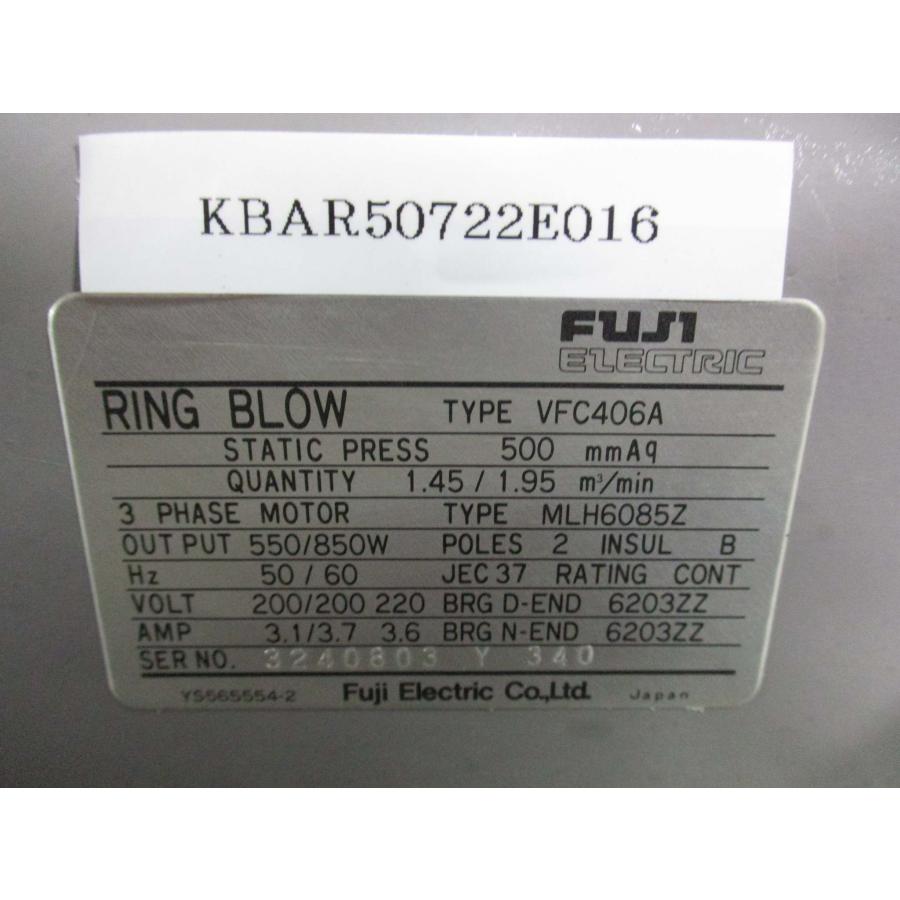 KBAR50722E016
FUJI
ELECTRIC
RING BLOW TYPE VFC406A
STATIC PRESS 500 mmAq
QUANTITY 1.45 / 1.95 m³/min
3 PHASE MOTOR TYPE MLH6085Z
OUTPUT 550/850W POLES 2 INSUL B
Hz 50 / 60 JEC 37 RATING CONT
VOLT 200/200 220 BRG D-END 6203ZZ
AMP 3.1/3.7 3.6 BRG N-END 6203ZZ
SER NO. 3240803 Y 340
YS565554-2 Fuji Electric Co.,Ltd. Japan